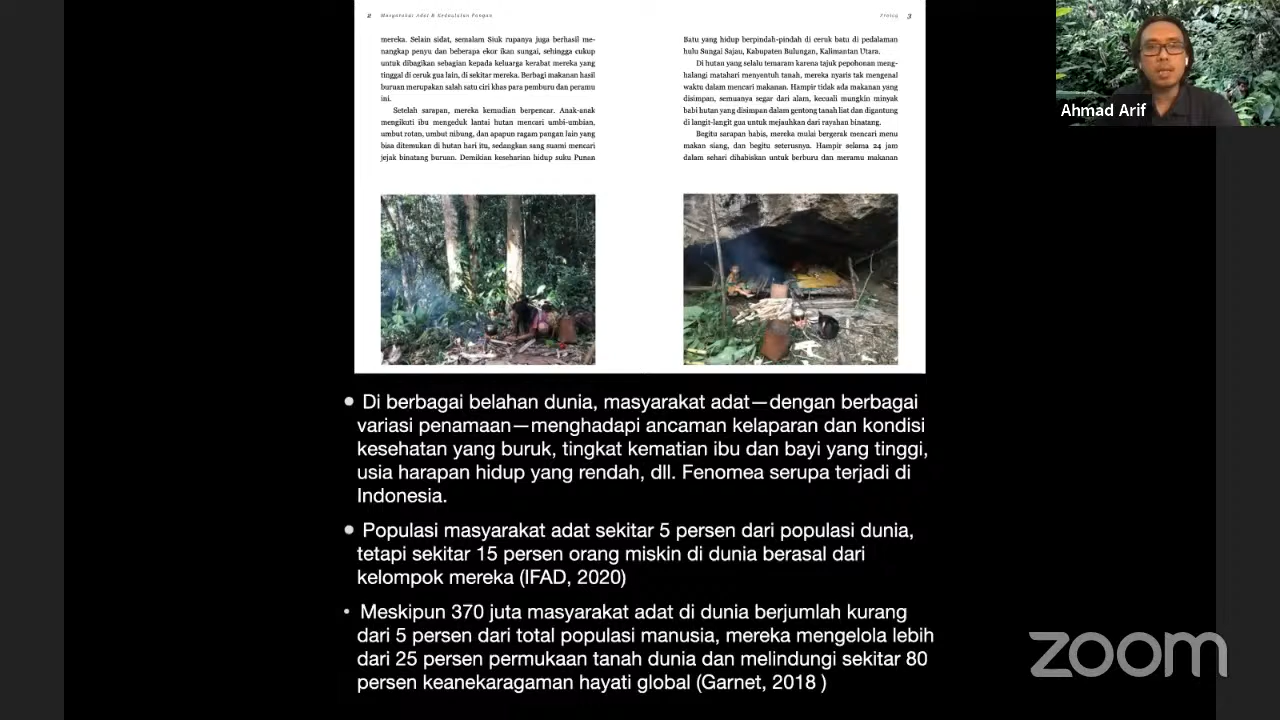 2 Masyarakat Adat & Kedaulatan Pangan
mereka. Selain sidat, semalam Siuk rupanya juga berhasil me-
nangkap penyu dan beberapa ekor ikan sungai, sehingga cukup
untuk dibagikan sebagian kepada keluarga kerabat mereka yang
tinggal di ceruk gua lain, di sekitar mereka. Berbagi makanan hasil
buruan merupakan salah satu ciri khas para pemburu dan peramu
ini.
Setelah sarapan, mereka kemudian berpencar. Anak-anak
mengikuti ibu mengeduk lantai hutan mencari umbi-umbian,
umbut rotan, umbut nibung, dan apapun ragam pangan lain yang
bisa ditemukan di hutan hari itu, sedangkan sang suami mencari
jejak binatang buruan. Demikian keseharian hidup suku Punan
Prolog 3
Batu yang hidup berpindah-pindah di ceruk batu di pedalaman
hulu Sungai Sajau, Kabupaten Bulungan, Kalimantan Utara.
Di hutan yang selalu temaram karena tajuk pepohonan meng-
halangi matahari menyentuh tanah, mereka nyaris tak mengenal
waktu dalam mencari makanan. Hampir tidak ada makanan yang
disimpan, semuanya segar dari alam, kecuali mungkin minyak
babi hutan yang disimpan dalam gentong tanah liat dan digantung
di langit-langit gua untuk mejauhkan dari rayahan binatang.
Begitu sarapan habis, mereka mulai bergerak mencari menu
makan siang, dan begitu seterusnya. Hampir selama 24 jam
dalam sehari dihabiskan untuk berburu dan meramu makanan
Ahmad Arif
• Di berbagai belahan dunia, masyarakat adat—dengan berbagai
variasi penamaan—menghadapi ancaman kelaparan dan kondisi
kesehatan yang buruk, tingkat kematian ibu dan bayi yang tinggi,
usia harapan hidup yang rendah, dll. Fenomea serupa terjadi di
Indonesia.
• Populasi masyarakat adat sekitar 5 persen dari populasi dunia,
tetapi sekitar 15 persen orang miskin di dunia berasal dari
kelompok mereka (IFAD, 2020)
• Meskipun 370 juta masyarakat adat di dunia berjumlah kurang
dari 5 persen dari total populasi manusia, mereka mengelola lebih
dari 25 persen permukaan tanah dunia dan melindungi sekitar 80
persen keanekaragaman hayati global (Garnet, 2018 )
zoom